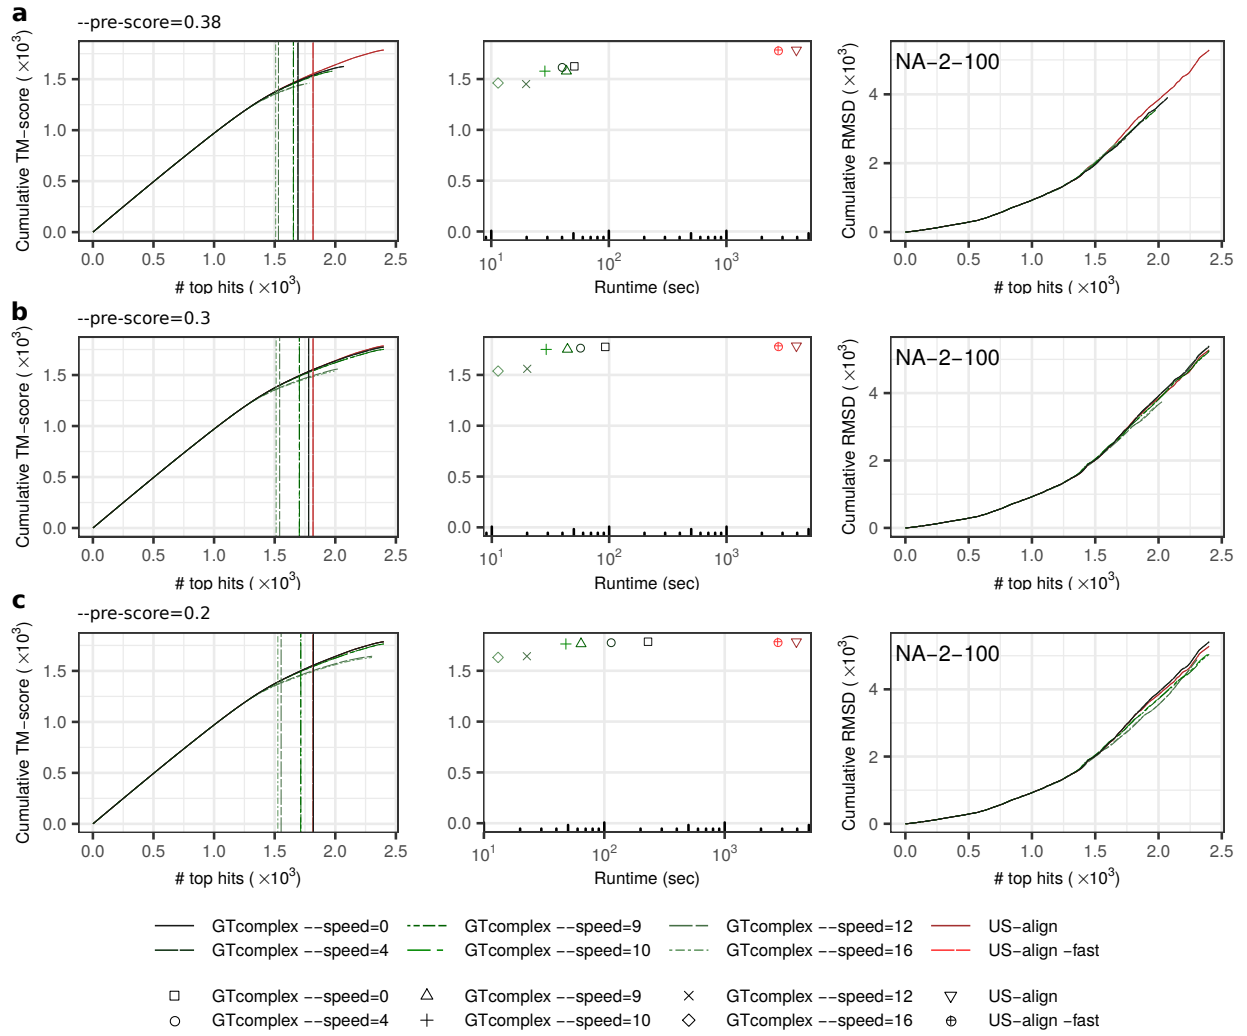 a
--pre-score=0.38
Cumulative TM-score (×10³)
0.0 0.5 1.0 1.5
0.0 0.5 1.0 1.5 2.0 2.5
# top hits (×10³)
0.0 0.5 1.0 1.5
10¹ 10² 10³
Runtime (sec)
NA-2-100
Cumulative RMSD (×10³)
0 2 4
0.0 0.5 1.0 1.5 2.0 2.5
# top hits (×10³)
b
--pre-score=0.3
Cumulative TM-score (×10³)
0.0 0.5 1.0 1.5
0.0 0.5 1.0 1.5 2.0 2.5
# top hits (×10³)
0.0 0.5 1.0 1.5
10¹ 10² 10³
Runtime (sec)
NA-2-100
Cumulative RMSD (×10³)
0 2 4
0.0 0.5 1.0 1.5 2.0 2.5
# top hits (×10³)
c
--pre-score=0.2
Cumulative TM-score (×10³)
0.0 0.5 1.0 1.5
0.0 0.5 1.0 1.5 2.0 2.5
# top hits (×10³)
0.0 0.5 1.0 1.5
10¹ 10² 10³
Runtime (sec)
NA-2-100
Cumulative RMSD (×10³)
0 2 4
0.0 0.5 1.0 1.5 2.0 2.5
# top hits (×10³)
GTcomplex --speed=0 GTcomplex --speed=9 GTcomplex --speed=12 US-align
GTcomplex --speed=4 GTcomplex --speed=10 GTcomplex --speed=16 US-align -fast
GTcomplex --speed=0 GTcomplex --speed=9 GTcomplex --speed=12 US-align
GTcomplex --speed=4 GTcomplex --speed=10 GTcomplex --speed=16 US-align -fast